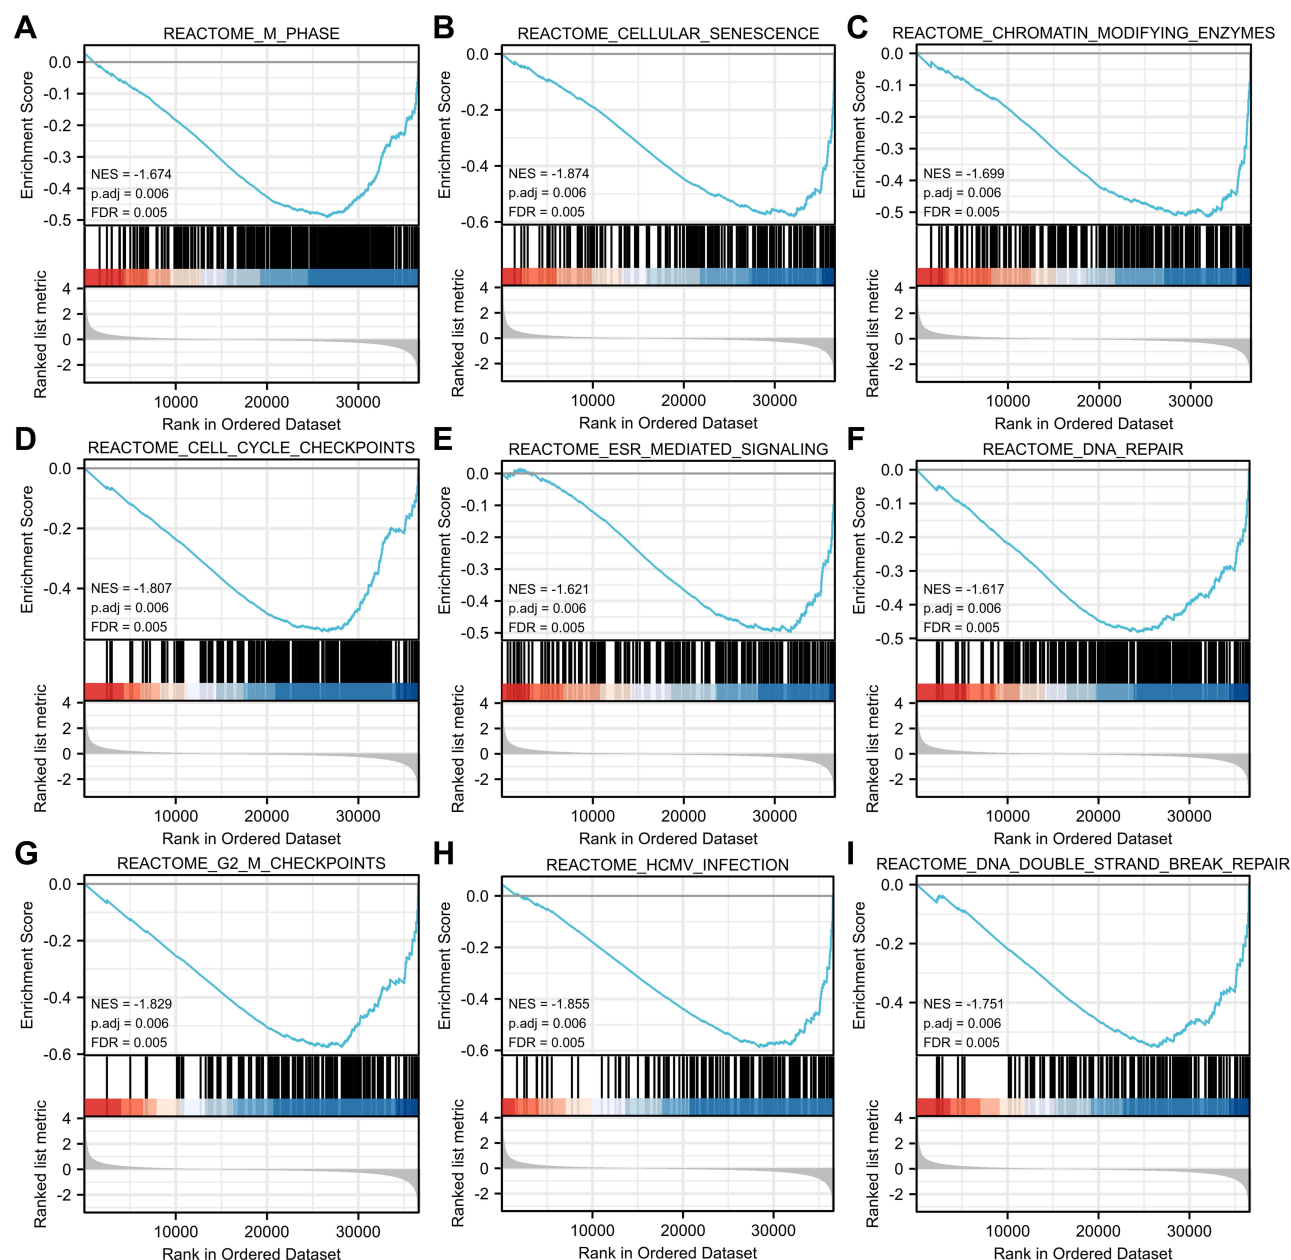 A
REACTOME_M_PHASE
Enrichment Score
0.0
-0.1
-0.2
-0.3
-0.4
-0.5
NES = -1.674
p.adj = 0.006
FDR = 0.005
Ranked list metric
4
2
0
-2
10000 20000 30000
Rank in Ordered Dataset
B
REACTOME_CELLULAR_SENESCENCE
Enrichment Score
0.0
-0.2
-0.4
-0.6
NES = -1.874
p.adj = 0.006
FDR = 0.005
Ranked list metric
4
2
0
-2
10000 20000 30000
Rank in Ordered Dataset
C
REACTOME_CHROMATIN_MODIFYING_ENZYMES
Enrichment Score
0.0
-0.1
-0.2
-0.3
-0.4
-0.5
NES = -1.699
p.adj = 0.006
FDR = 0.005
Ranked list metric
4
2
0
-2
10000 20000 30000
Rank in Ordered Dataset
D
REACTOME_CELL_CYCLE_CHECKPOINTS
Enrichment Score
0.0
-0.2
-0.4
NES = -1.807
p.adj = 0.006
FDR = 0.005
Ranked list metric
4
2
0
-2
10000 20000 30000
Rank in Ordered Dataset
E
REACTOME_ESR_MEDIATED_SIGNALING
Enrichment Score
0.0
-0.1
-0.2
-0.3
-0.4
-0.5
NES = -1.621
p.adj = 0.006
FDR = 0.005
Ranked list metric
4
2
0
-2
10000 20000 30000
Rank in Ordered Dataset
F
REACTOME_DNA_REPAIR
Enrichment Score
0.0
-0.1
-0.2
-0.3
-0.4
-0.5
NES = -1.617
p.adj = 0.006
FDR = 0.005
Ranked list metric
4
2
0
-2
10000 20000 30000
Rank in Ordered Dataset
G
REACTOME_G2_M_CHECKPOINTS
Enrichment Score
0.0
-0.2
-0.4
-0.6
NES = -1.829
p.adj = 0.006
FDR = 0.005
Ranked list metric
4
2
0
-2
10000 20000 30000
Rank in Ordered Dataset
H
REACTOME_HCMV_INFECTION
Enrichment Score
0.0
-0.2
-0.4
-0.6
NES = -1.855
p.adj = 0.006
FDR = 0.005
Ranked list metric
4
2
0
-2
10000 20000 30000
Rank in Ordered Dataset
I
REACTOME_DNA_DOUBLE_STRAND_BREAK_REPAIR
Enrichment Score
0.0
-0.2
-0.4
NES = -1.751
p.adj = 0.006
FDR = 0.005
Ranked list metric
4
2
0
-2
10000 20000 30000
Rank in Ordered Dataset